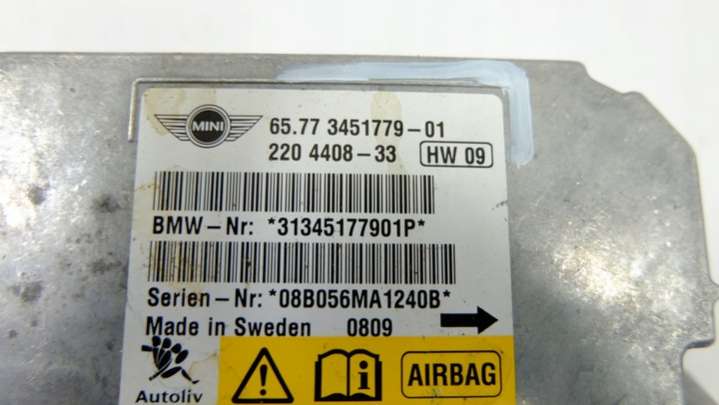 MINI
65.77 3451779-01
220 4408-33 HW 09
BMW-Nr: *31345177901P*
Serien-Nr: *08B056MA1240B*
Made in Sweden 0809
Autoliv
AIRBAG